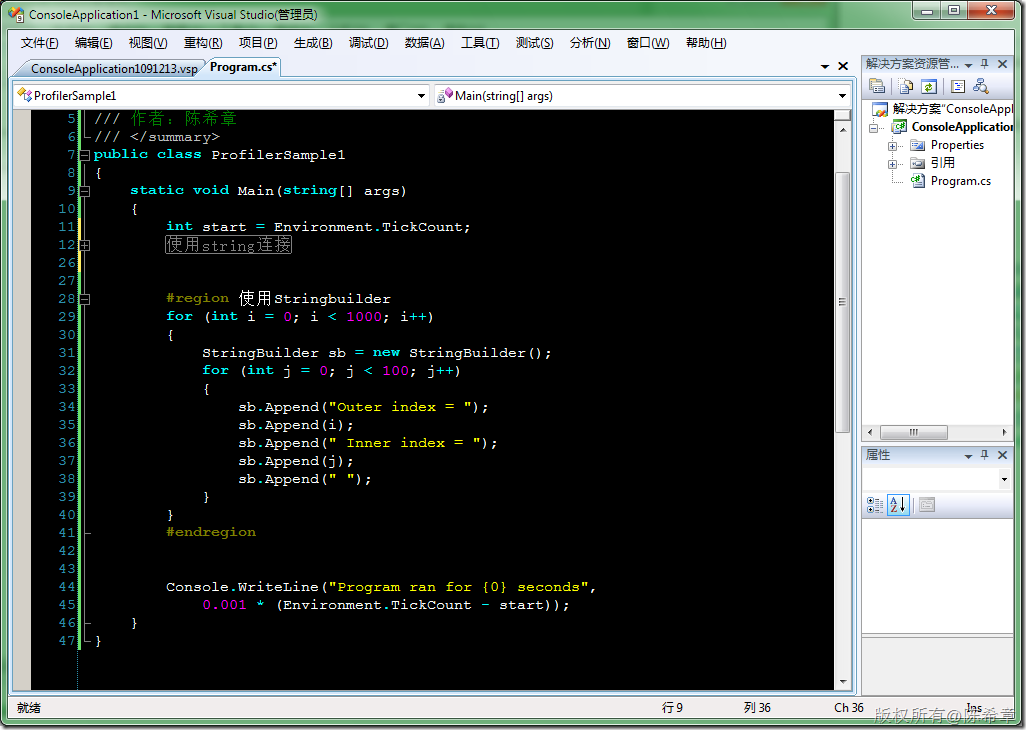 ConsoleApplication1 - Microsoft Visual Studio(管理员)
文件(F) 编辑(E) 视图(V) 重构(R) 项目(P) 生成(B) 调试(D) 数据(A) 工具(T) 测试(S) 分析(N) 窗口(W) 帮助(H)
ConsoleApplication1091213.vsp Program.cs*
ProfilerSample1 Main(string[] args)
5 /// 作者：陈希章
6 /// </summary>
7 public class ProfilerSample1
8 {
9 static void Main(string[] args)
10 {
11 int start = Environment.TickCount;
12 使用string连接
26
27
28 #region 使用Stringbuilder
29 for (int i = 0; i < 1000; i++)
30 {
31 StringBuilder sb = new StringBuilder();
32 for (int j = 0; j < 100; j++)
33 {
34 sb.Append("Outer index = ");
35 sb.Append(i);
36 sb.Append(" Inner index = ");
37 sb.Append(j);
38 sb.Append(" ");
39 }
40 }
41 #endregion
42
43
44 Console.WriteLine("Program ran for {0} seconds",
45 0.001 * (Environment.TickCount - start));
46 }
47 }
解决方案资源管...
解决方案"ConsoleAppl
ConsoleApplication
Properties
引用
Program.cs
属性
就绪 行 9 列 36 Ch 36 Ins
版权所有@陈希章